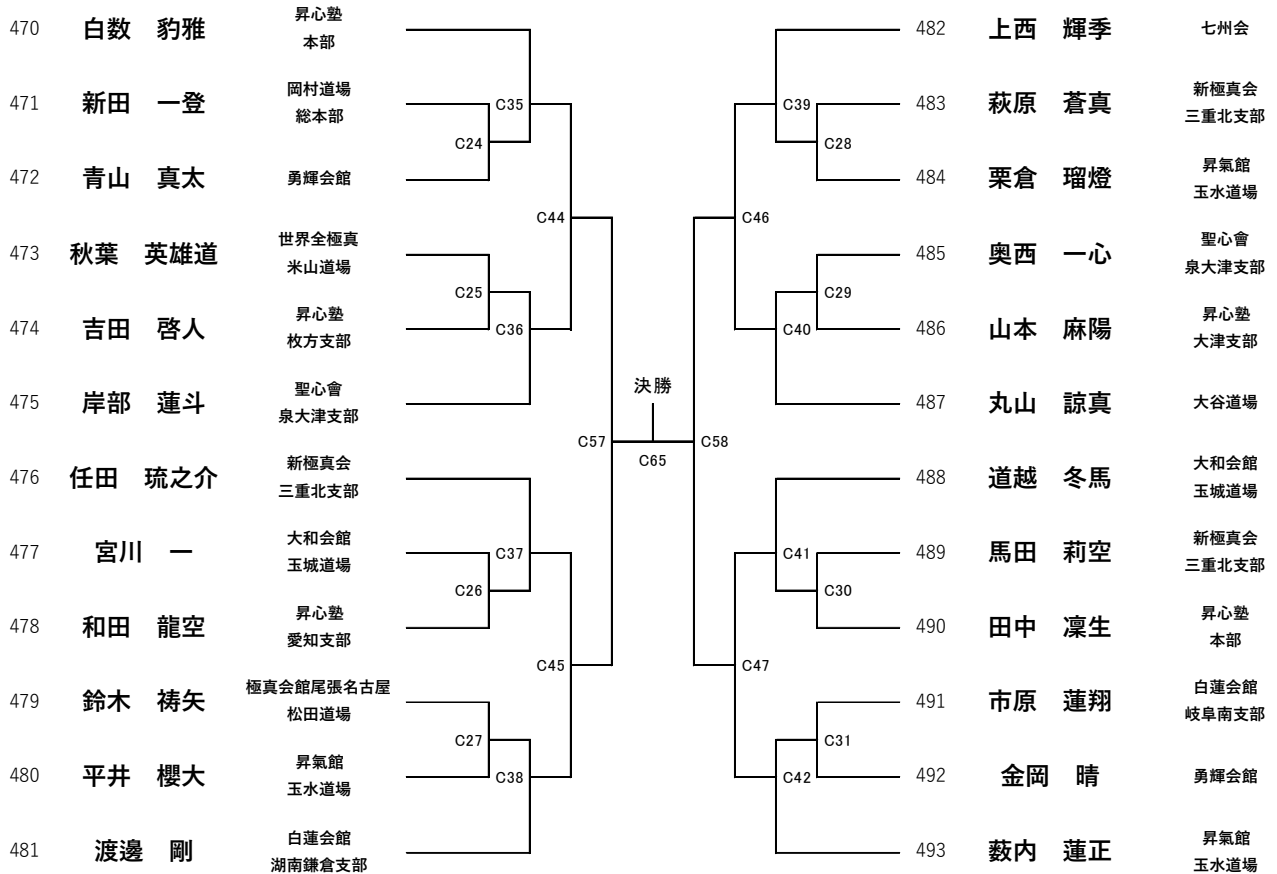 470 白数 豹雅 昇心塾 本部
471 新田 一登 岡村道場 総本部
472 青山 真太 勇輝会館
473 秋葉 英雄道 世界全極真 米山道場
474 吉田 啓人 昇心塾 枚方支部
475 岸部 蓮斗 聖心會 泉大津支部
476 任田 琉之介 新極真会 三重北支部
477 宮川 一 大和会館 玉城道場
478 和田 龍空 昇心塾 愛知支部
479 鈴木 祷矢 極真会館尾張名古屋 松田道場
480 平井 櫻大 昇氣館 玉水道場
481 渡邊 剛 白蓮会館 湖南鎌倉支部
C35
C24
C44
C25
C36
C57
C37
C26
C45
C27
C38
決勝
C65
C39
C28
C46
C29
C40
C58
C41
C30
C47
C31
C42
482 上西 輝季 七州会
483 萩原 蒼真 新極真会 三重北支部
484 栗倉 瑠燈 昇氣館 玉水道場
485 奥西 一心 聖心會 泉大津支部
486 山本 麻陽 昇心塾 大津支部
487 丸山 諒真 大谷道場
488 道越 冬馬 大和会館 玉城道場
489 馬田 莉空 新極真会 三重北支部
490 田中 凜生 昇心塾 本部
491 市原 蓮翔 白蓮会館 岐阜南支部
492 金岡 晴 勇輝会館
493 薮内 蓮正 昇氣館 玉水道場